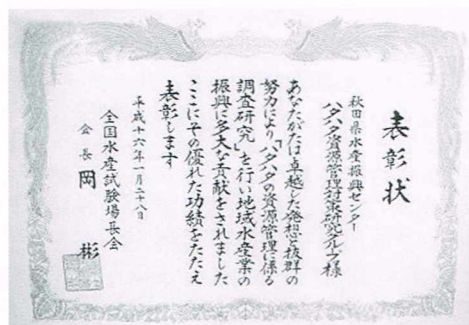 表彰状
秋田県水産振興センター
ハタハタ資源管理対策研究グループ様
あなたがたは卓越した発想と抜群の
努力により「ハタハタの資源管理に係る
調査研究」を行い地域水産業の
振興に多大な貢献をされました
ここにその優れた功績をたたえ
表彰します
平成十六年一月二十八日
全国水産試験場長会
会長 岡 彬